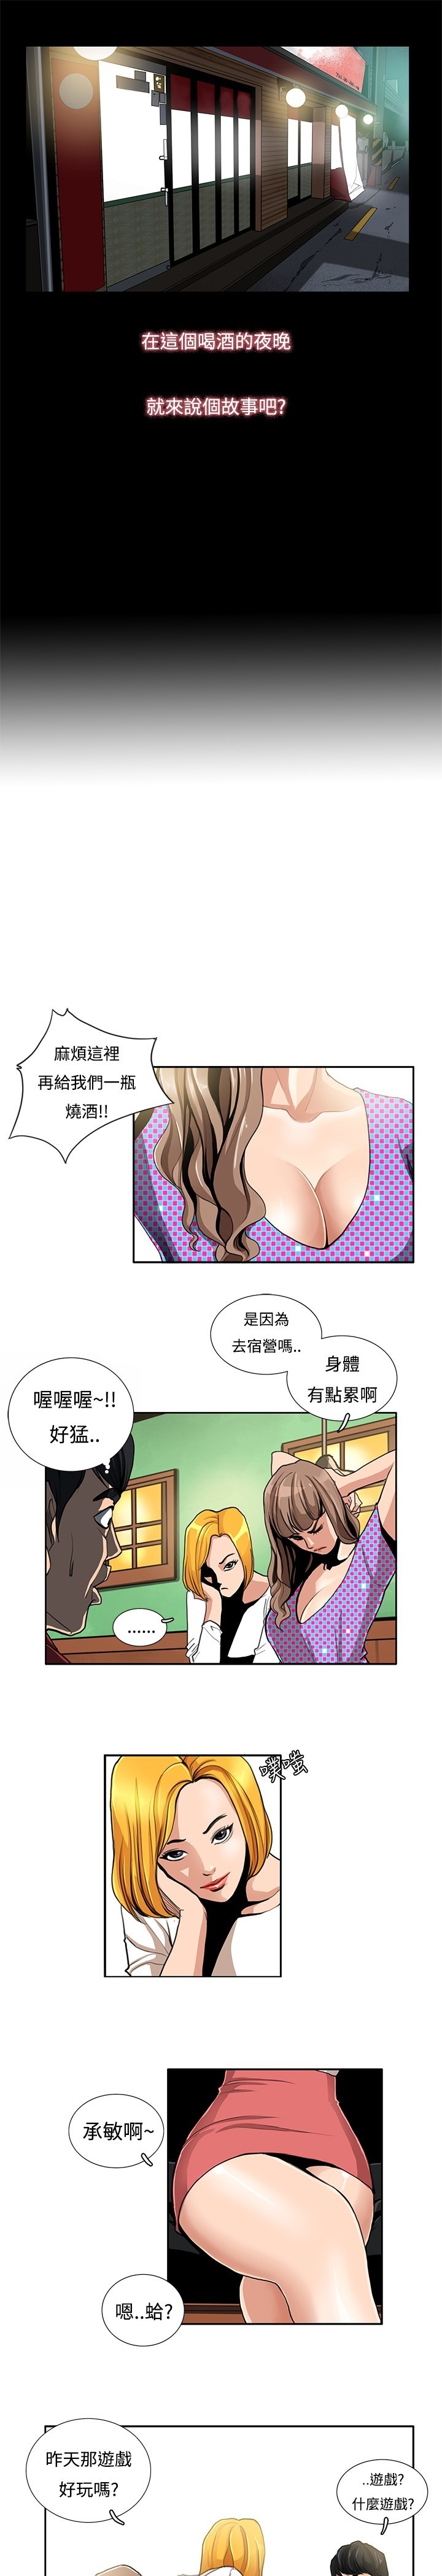 在這個喝酒的夜晚
就來說個故事吧?
麻煩這裡
再給我們一瓶
燒酒!!
是因為
去宿營嗎..
身體
有點累啊
喔喔喔~!!
好猛..
......
噗嗤
承敏啊~
嗯..蛤?
昨天那遊戲
好玩嗎?
..遊戲?
什麼遊戲?